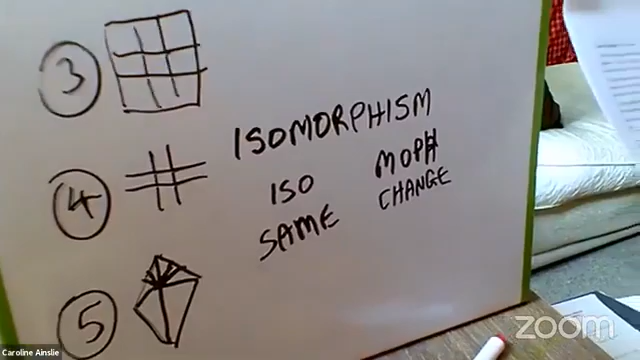 3
4
5
ISOMORPHISM
ISO MOPH
SAME CHANGE
zoom
Caroline Ainslie